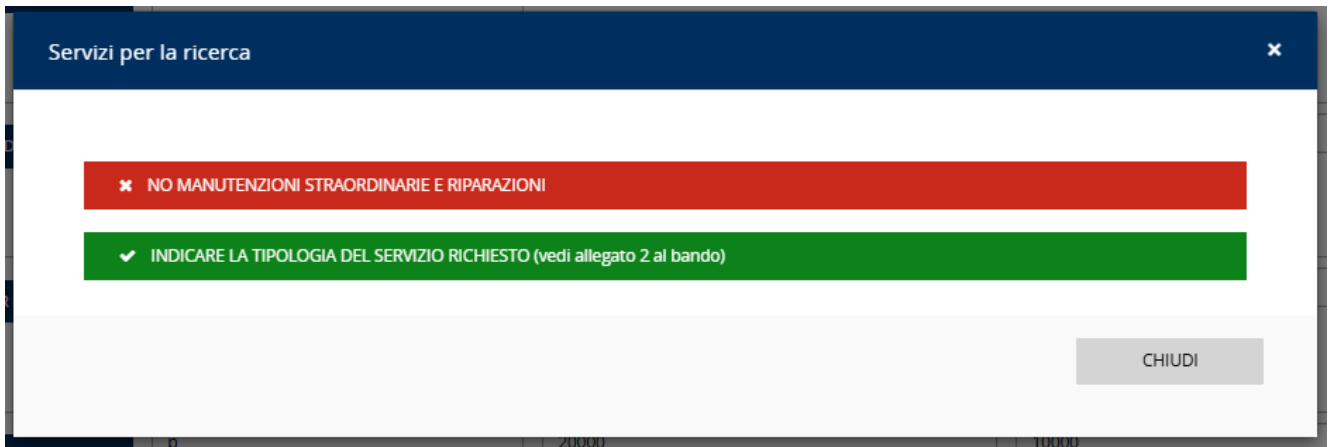 Servizi per la ricerca
NO MANUTENZIONI STRAORDINARIE E RIPARAZIONI
INDICARE LA TIPOLOGIA DEL SERVIZIO RICHIESTO (vedi allegato 2 al bando)
CHIUDI
20000 10000